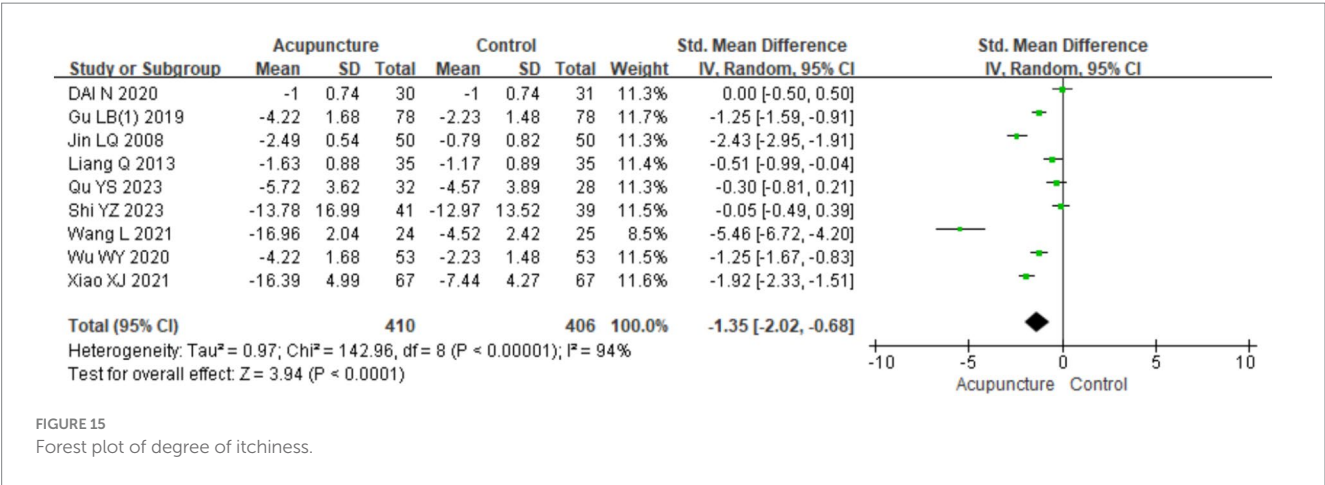 Acupuncture Control Std. Mean Difference Std. Mean Difference
Study or Subgroup Mean SD Total Mean SD Total Weight IV, Random, 95% CI IV, Random, 95% CI
DAI N 2020 -1 0.74 30 -1 0.74 31 11.3% 0.00 [-0.50, 0.50]
Gu LB(1) 2019 -4.22 1.68 78 -2.23 1.48 78 11.7% -1.25 [-1.59, -0.91]
Jin LQ 2008 -2.49 0.54 50 -0.79 0.82 50 11.3% -2.43 [-2.95, -1.91]
Liang Q 2013 -1.63 0.88 35 -1.17 0.89 35 11.4% -0.51 [-0.99, -0.04]
Qu YS 2023 -5.72 3.62 32 -4.57 3.89 28 11.3% -0.30 [-0.81, 0.21]
Shi YZ 2023 -13.78 16.99 41 -12.97 13.52 39 11.5% -0.05 [-0.49, 0.39]
Wang L 2021 -16.96 2.04 24 -4.52 2.42 25 8.5% -5.46 [-6.72, -4.20]
Wu WY 2020 -4.22 1.68 53 -2.23 1.48 53 11.5% -1.25 [-1.67, -0.83]
Xiao XJ 2021 -16.39 4.99 67 -7.44 4.27 67 11.6% -1.92 [-2.33, -1.51]
Total (95% CI) 410 406 100.0% -1.35 [-2.02, -0.68]
Heterogeneity: Tau² = 0.97; Chi² = 142.96, df = 8 (P < 0.00001); I² = 94%
Test for overall effect: Z = 3.94 (P < 0.0001)
-10 -5 0 5 10
Acupuncture Control
FIGURE 15
Forest plot of degree of itchiness.